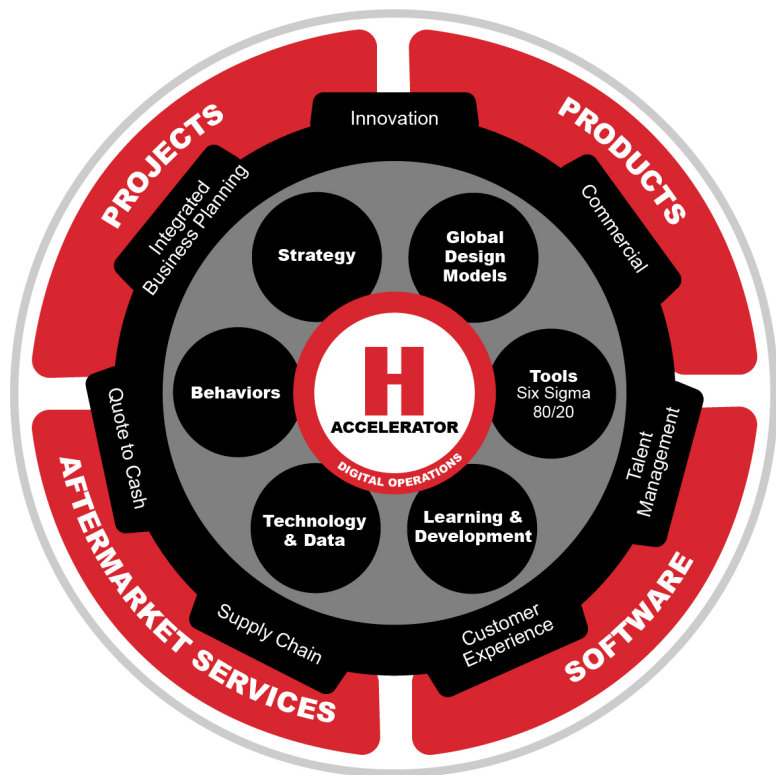 PROJECTS
PRODUCTS
Innovation
Integrated
Business Planning
Commercial
Strategy
Global
Design
Models
Behaviors
H
ACCELERATOR
DIGITAL OPERATIONS
Tools
Six Sigma
80/20
Quote to Cash
Talent
Management
Technology
& Data
Learning &
Development
Supply Chain
Customer
Experience
AFTERMARKET SERVICES
SOFTWARE